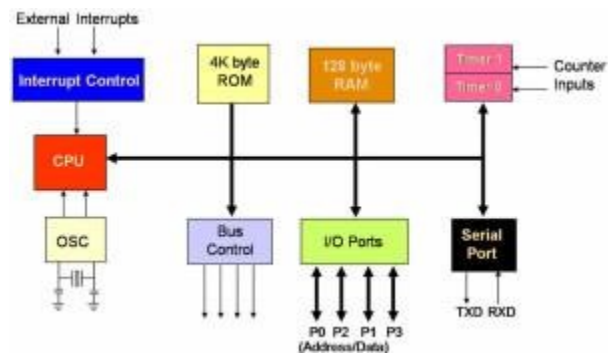 External Interrupts
Interrupt Control
4K byte
ROM
128 byte
RAM
Timer 1
Timer 0
Counter
Inputs
CPU
OSC
Bus
Control
I/O Ports
Serial
Port
P0 P2 P1 P3
(Address/Data)
TXD RXD